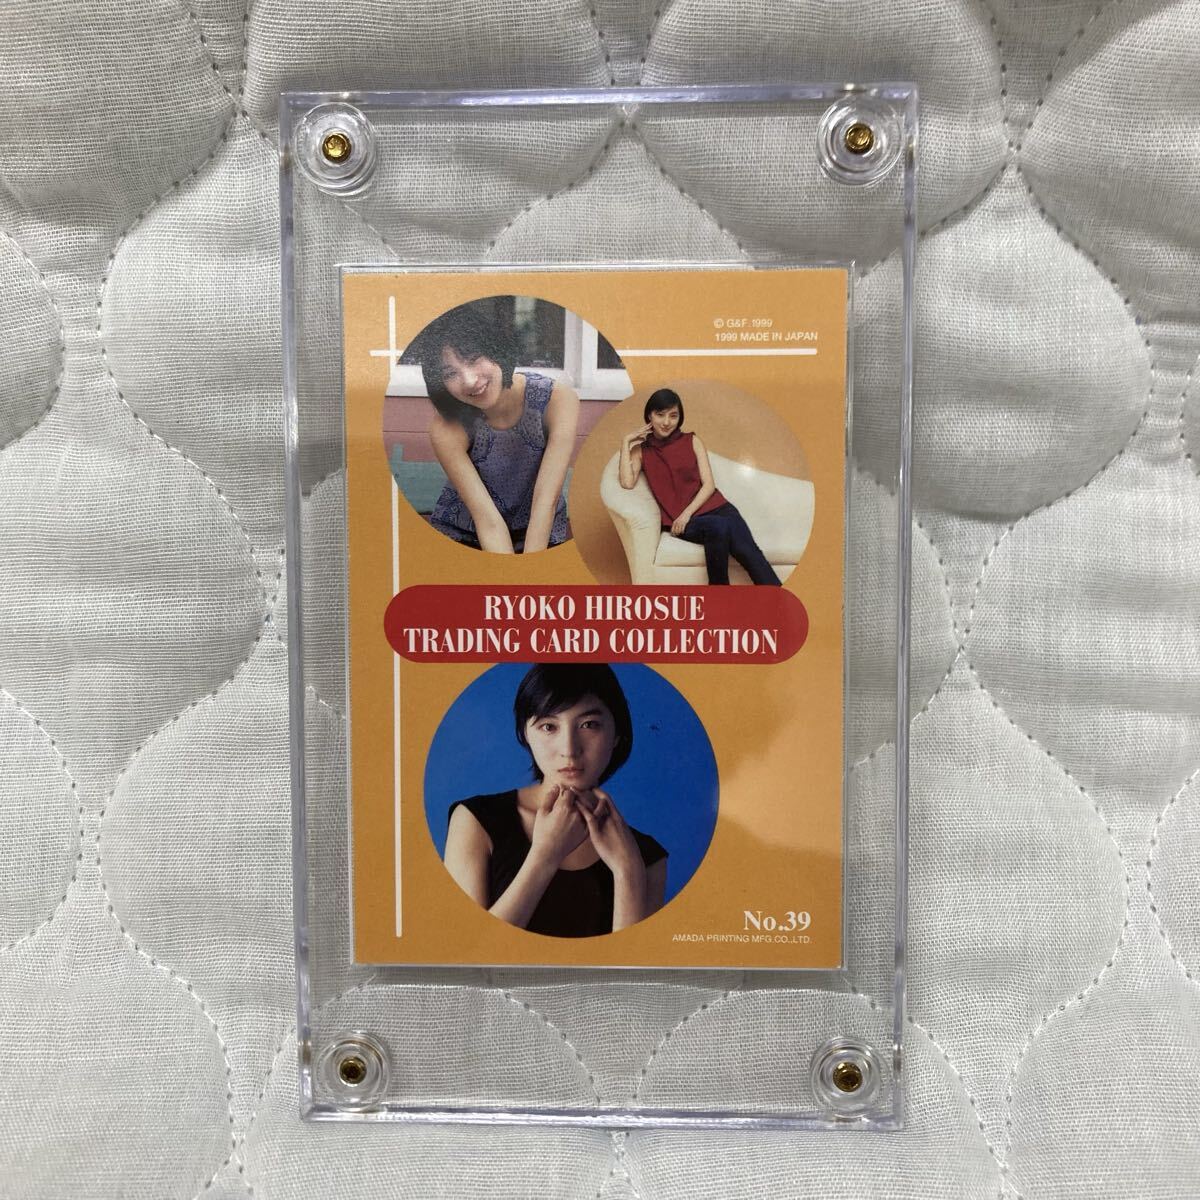 © G&F.1999
1999 MADE IN JAPAN
RYOKO HIROSUE
TRADING CARD COLLECTION
No.39
AMADA PRINTING MFG.CO.,LTD.